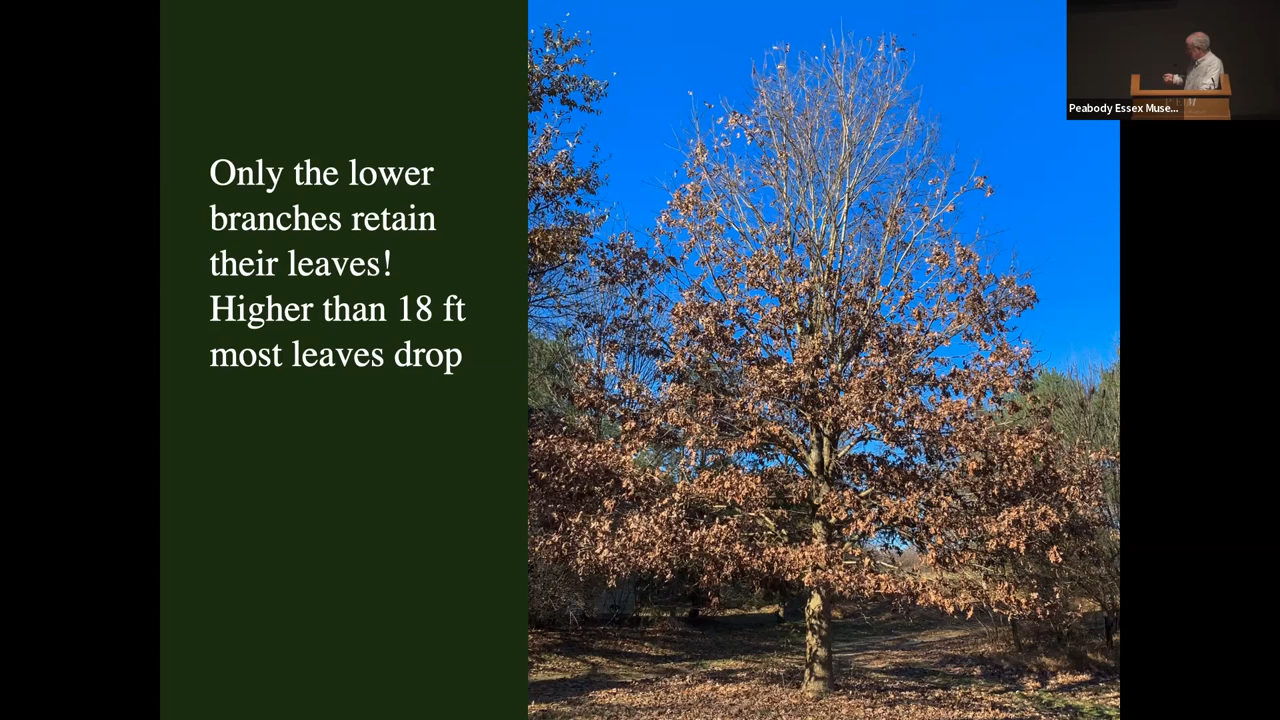 Only the lower
branches retain
their leaves!
Higher than 18 ft
most leaves drop
Peabody Essex Muse...